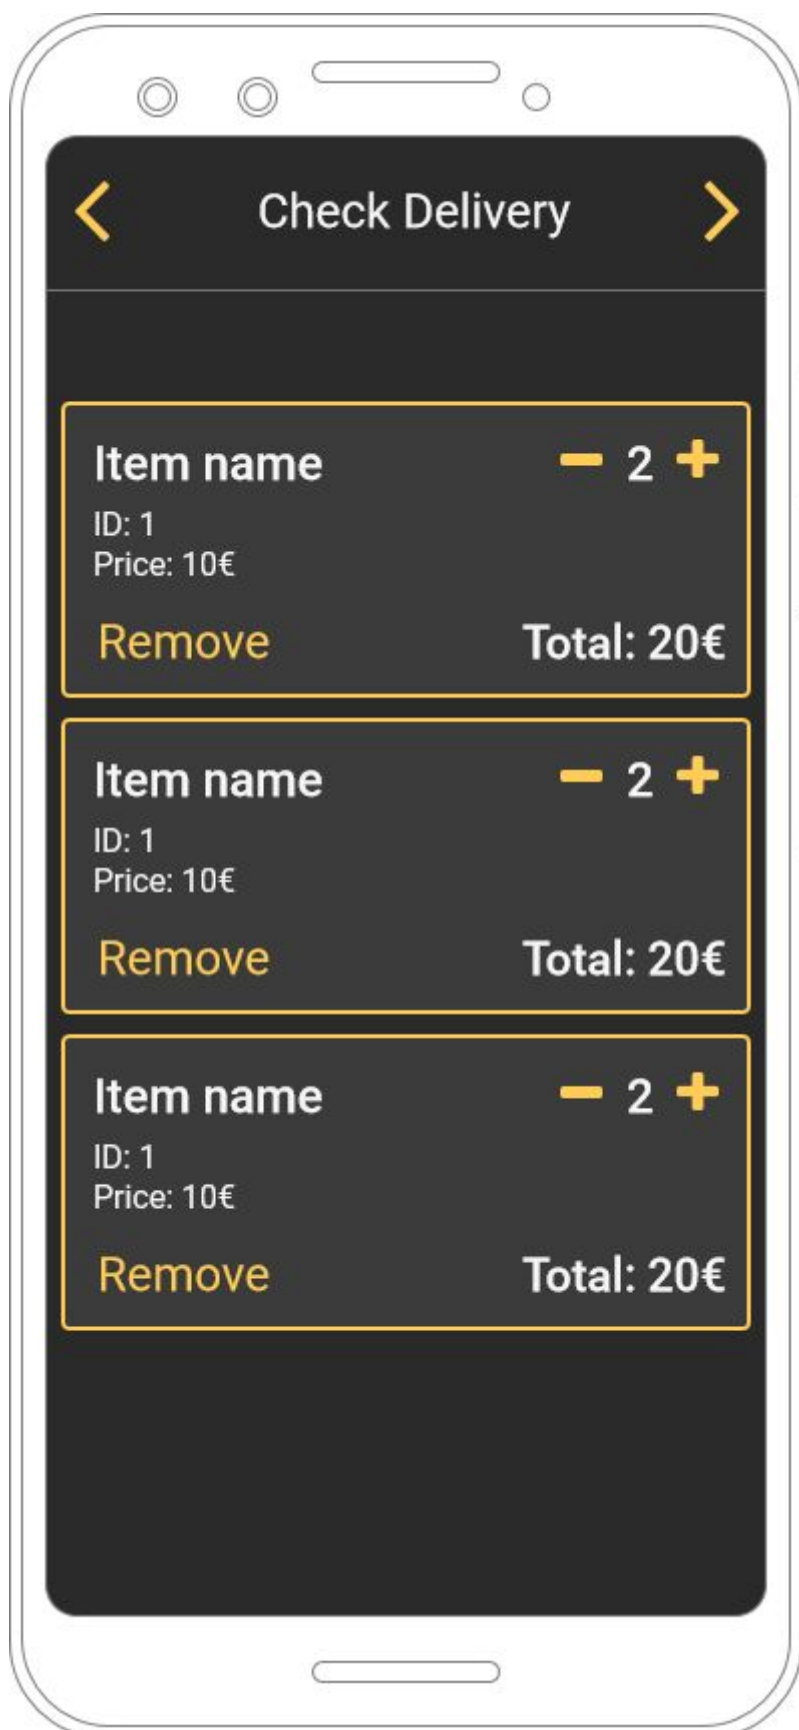 Check Delivery
Item name 2
ID: 1
Price: 10€
Remove Total: 20€
Item name 2
ID: 1
Price: 10€
Remove Total: 20€
Item name 2
ID: 1
Price: 10€
Remove Total: 20€